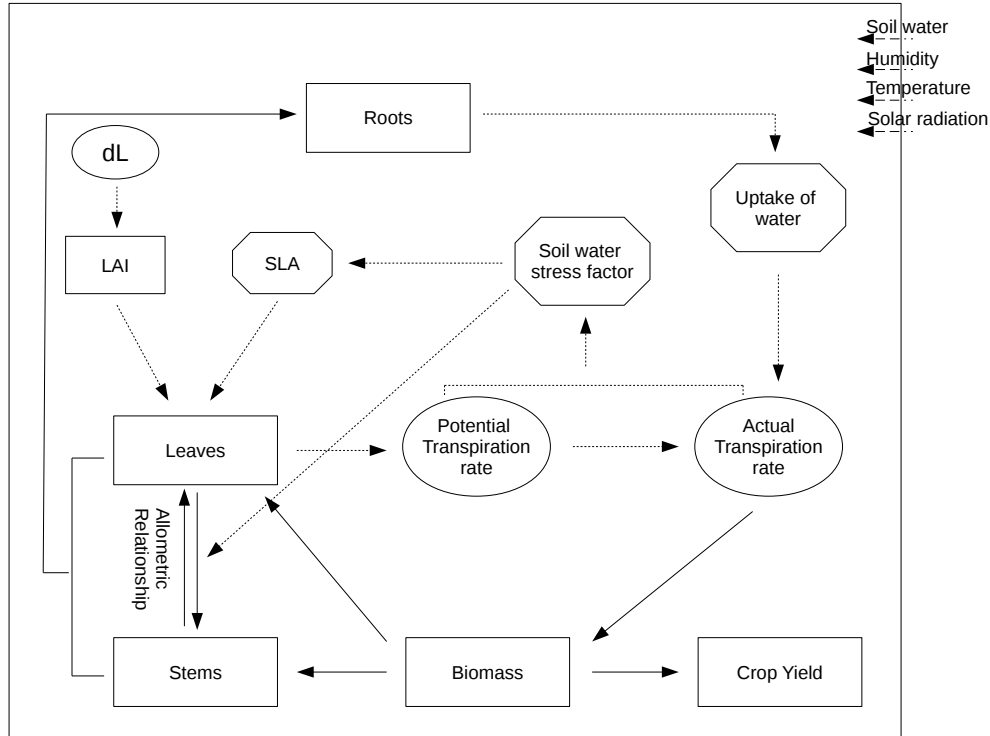 Soil water
Humidity
Temperature
Solar radiation
Roots
dL
Uptake of
water
LAI
SLA
Soil water
stress factor
Leaves
Potential
Transpiration
rate
Actual
Transpiration
rate
Allometric
Relationship
Stems
Biomass
Crop Yield